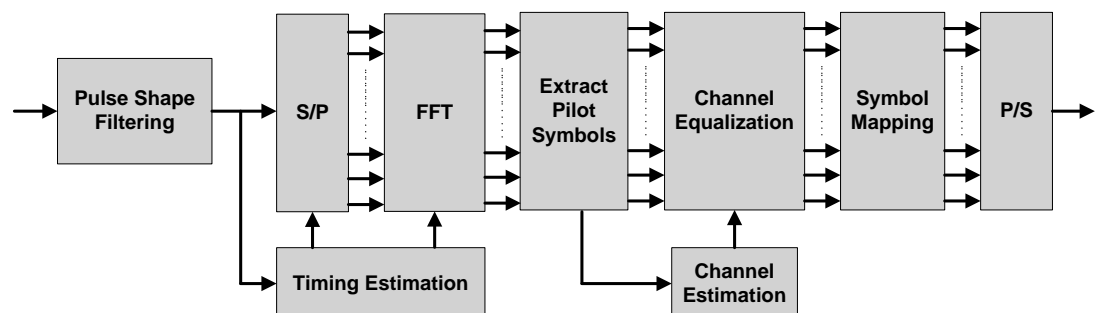 Pulse Shape
Filtering
S/P
FFT
Extract
Pilot
Symbols
Channel
Equalization
Symbol
Mapping
P/S
Timing Estimation
Channel
Estimation